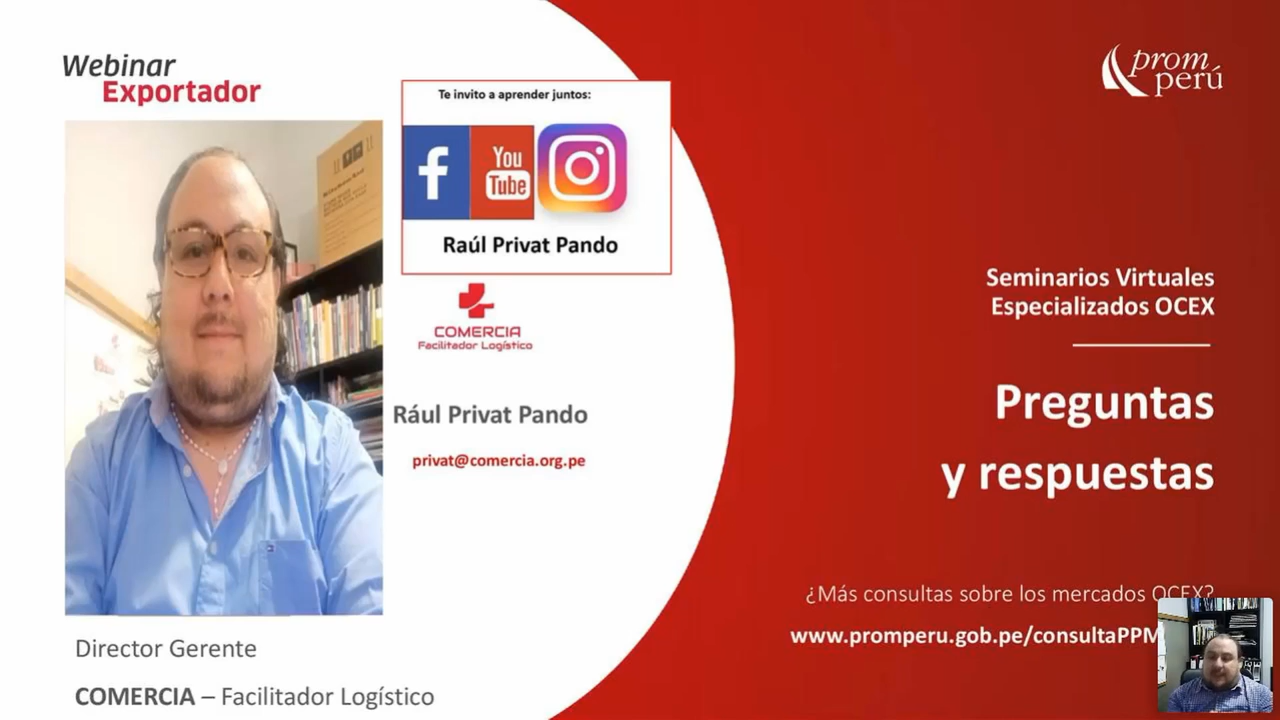 Webinar
Exportador
Te invito a aprender juntos:
f
You
Tube
Raúl Privat Pando
COMERCIA
Facilitador Logístico
Rául Privat Pando
privat@comercia.org.pe
Director Gerente
COMERCIA – Facilitador Logístico
prom
perú
Seminarios Virtuales
Especializados OCEX
Preguntas
y respuestas
¿Más consultas sobre los mercados OCEX?
www.promperu.gob.pe/consultaPPM